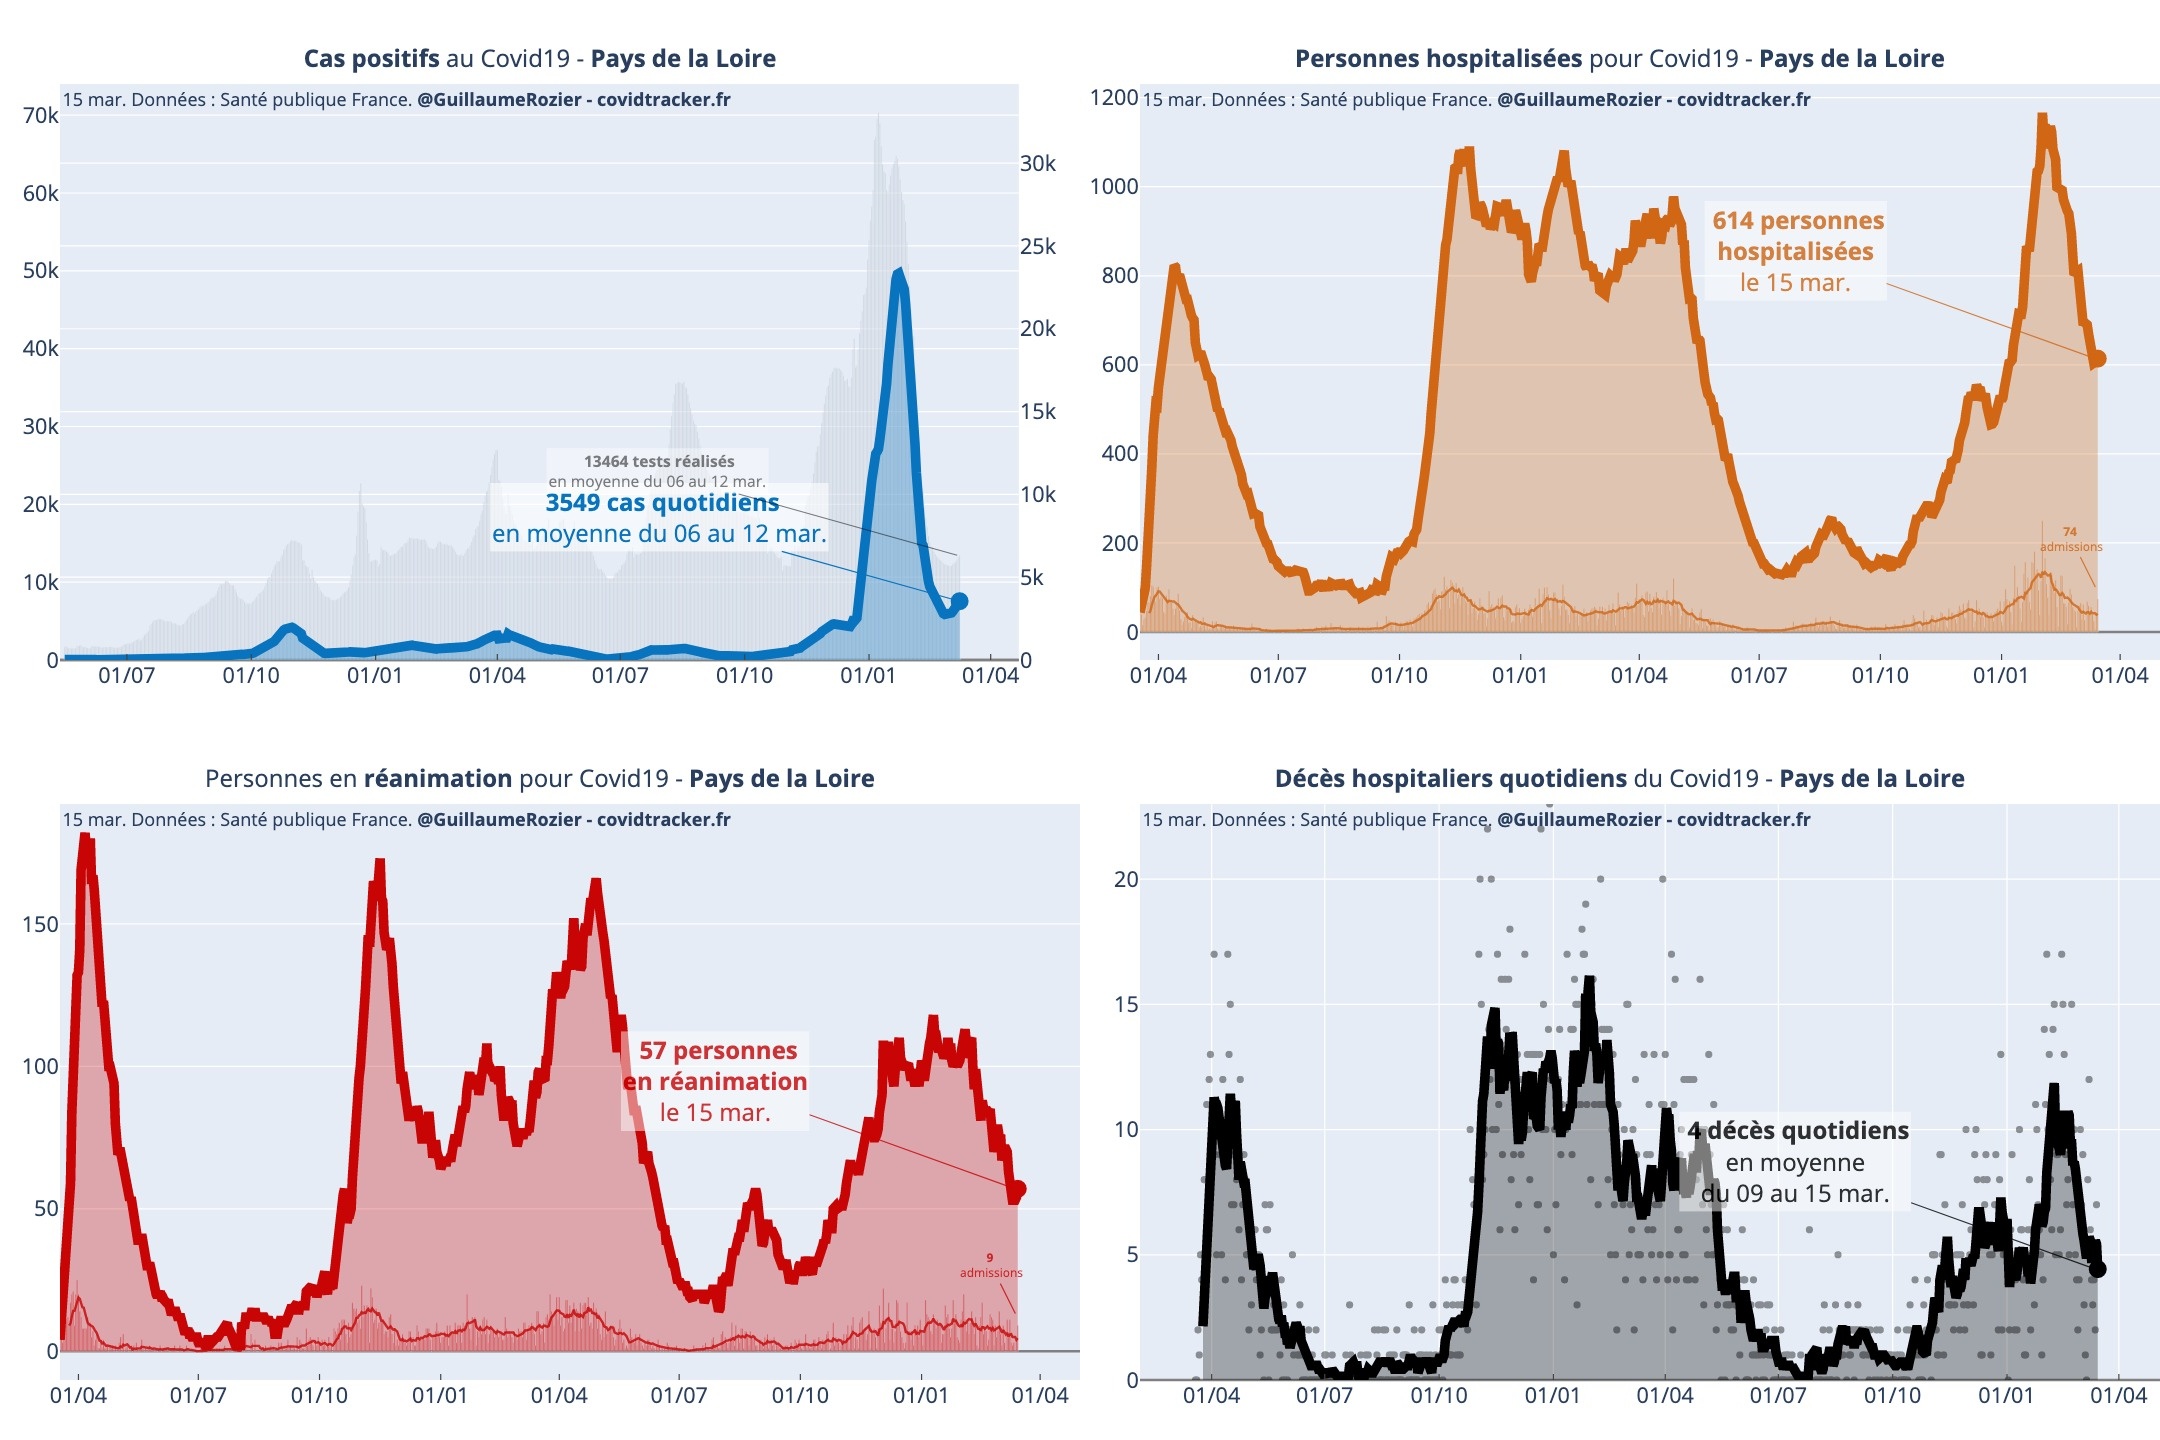 Cas positifs au Covid19 - Pays de la Loire
15 mar. Données : Santé publique France. @GuillaumeRozier - covidtracker.fr
70k
60k
50k
40k
30k
20k
10k
0
30k
25k
20k
15k
10k
5k
0
13464 tests réalisés
en moyenne du 06 au 12 mar.
3549 cas quotidiens
en moyenne du 06 au 12 mar.
01/07 01/10 01/01 01/04 01/07 01/10 01/01 01/04
Personnes hospitalisées pour Covid19 - Pays de la Loire
15 mar. Données : Santé publique France. @GuillaumeRozier - covidtracker.fr
1200
1000
800
600
400
200
0
614 personnes
hospitalisées
le 15 mar.
74
admissions
01/04 01/07 01/10 01/01 01/04 01/07 01/10 01/01 01/04
Personnes en réanimation pour Covid19 - Pays de la Loire
15 mar. Données : Santé publique France. @GuillaumeRozier - covidtracker.fr
150
100
50
0
57 personnes
en réanimation
le 15 mar.
9
admissions
01/04 01/07 01/10 01/01 01/04 01/07 01/10 01/01 01/04
Décès hospitaliers quotidiens du Covid19 - Pays de la Loire
15 mar. Données : Santé publique France. @GuillaumeRozier - covidtracker.fr
20
15
10
5
0
4 décès quotidiens
en moyenne
du 09 au 15 mar.
01/04 01/07 01/10 01/01 01/04 01/07 01/10 01/01 01/04